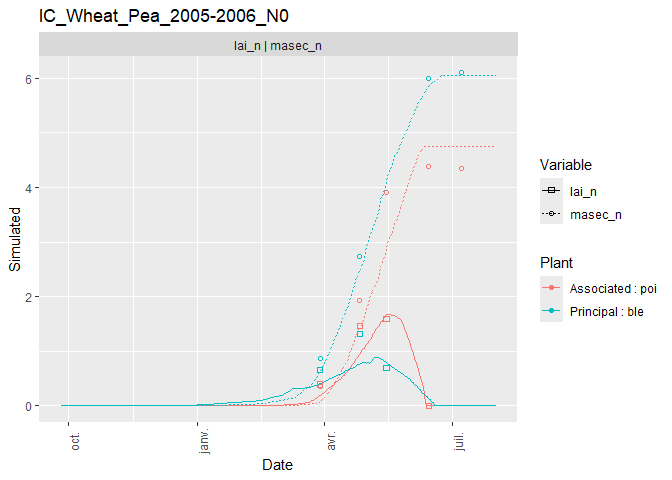 IC_Wheat_Pea_2005-2006_N0
lai_n | masec_n
6
4
2
0
Simulated
oct.
janv.
avr.
juil.
Date
Variable
lai_n
masec_n
Plant
Associated : poi
Principal : ble